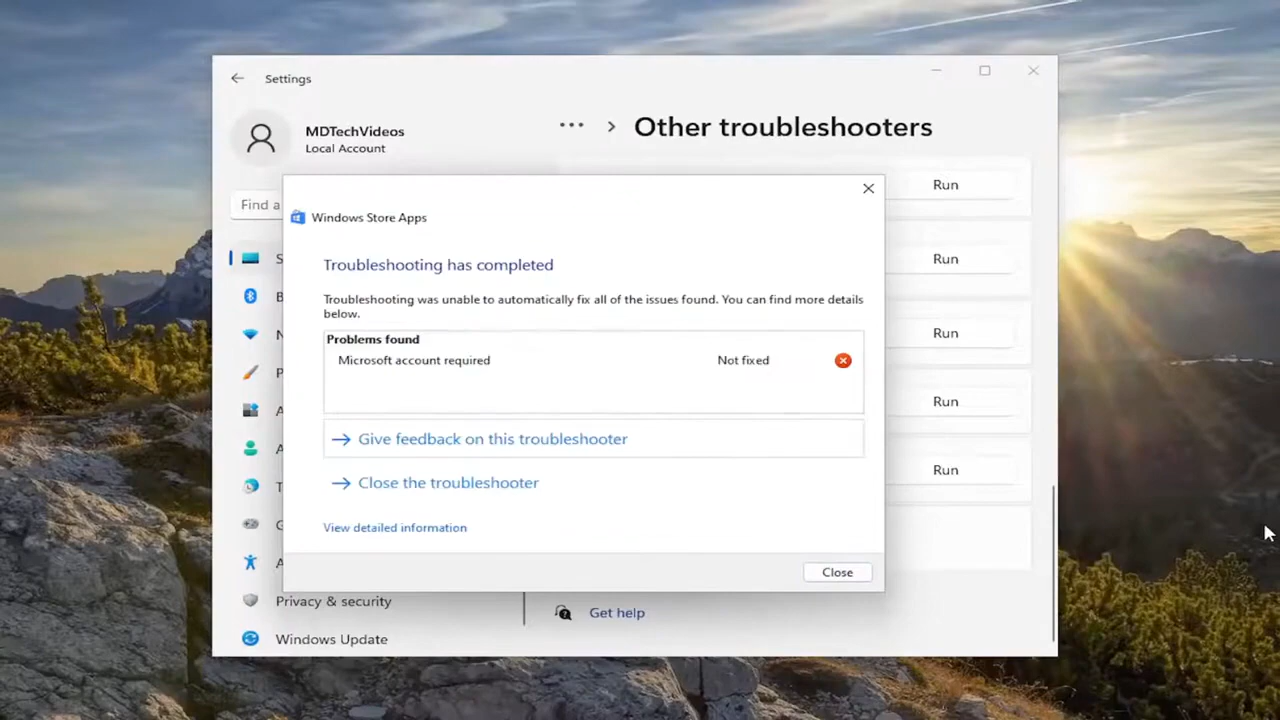 Settings
MDTechVideos
Local Account
Other troubleshooters
Find a
Run
Windows Store Apps
Troubleshooting has completed
Run
Troubleshooting was unable to automatically fix all of the issues found. You can find more details
below.
Problems found
Run
Microsoft account required Not fixed
Run
Give feedback on this troubleshooter
Run
Close the troubleshooter
View detailed information
Close
Privacy & security
Get help
Windows Update